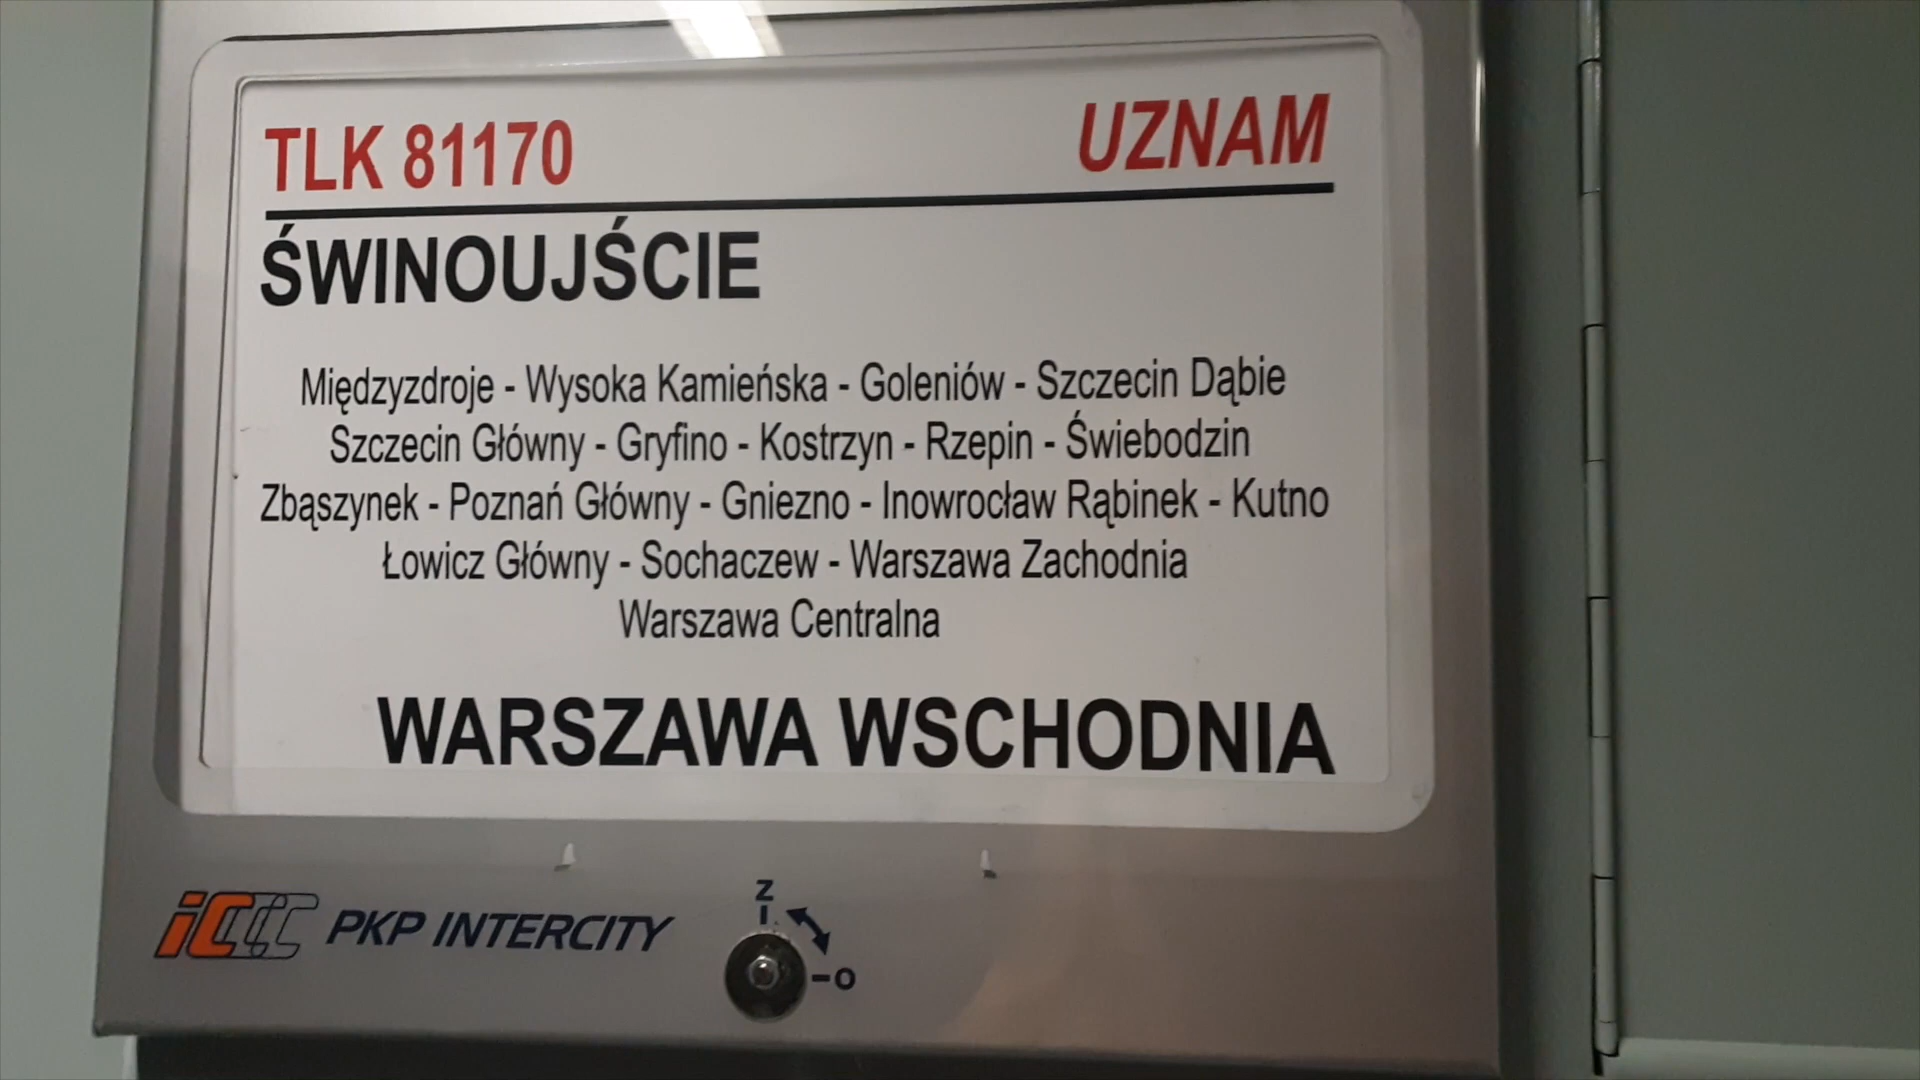 TLK 81170 UZNAM
ŚWINOUJŚCIE
Międzyzdroje - Wysoka Kamieńska - Goleniów - Szczecin Dąbie
Szczecin Główny - Gryfino - Kostrzyn - Rzepin - Świebodzin
Zbąszynek - Poznań Główny - Gniezno - Inowrocław Rąbinek - Kutno
Łowicz Główny - Sochaczew - Warszawa Zachodnia
Warszawa Centralna
WARSZAWA WSCHODNIA
Z
iC PKP INTERCITY
O